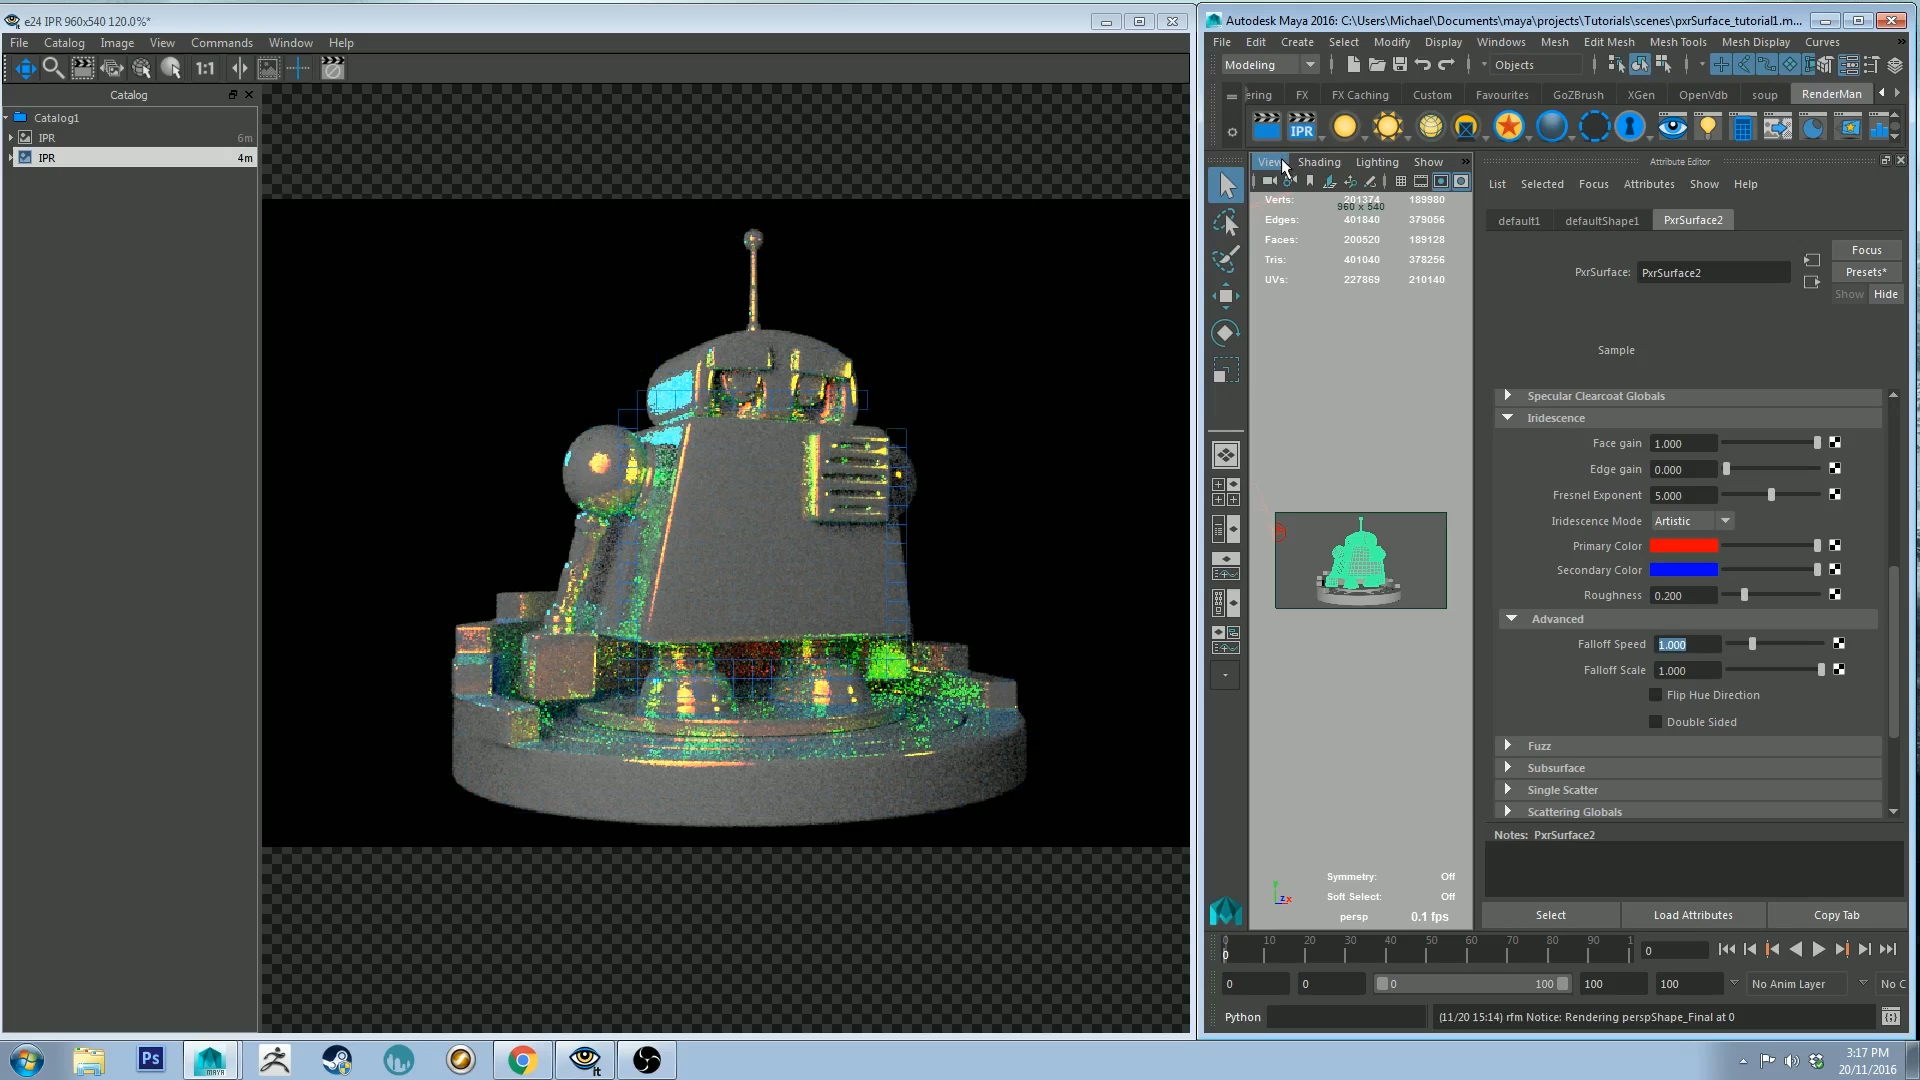 e24 IPR 960x540 120.0%*
File Catalog Image View Commands Window Help
1:1
Catalog
Catalog1
IPR 6m
IPR 4m
Autodesk Maya 2016: C:\Users\Michael\Documents\maya\projects\Tutorials\scenes\pxrSurface_tutorial1.m...
File Edit Create Select Modify Display Windows Mesh Edit Mesh Mesh Tools Mesh Display Curves »
Modeling Objects
ering FX FX Caching Custom Favourites GoZBrush XGen OpenVdb soup RenderMan
IPR
View Shading Lighting Show »
Verts: 201374 189980
960 x 540
Edges: 401840 379056
Faces: 200520 189128
Tris: 401040 378256
UVs: 227869 210140
Symmetry: Off
Soft Select: Off
persp 0.1 fps
Attribute Editor
List Selected Focus Attributes Show Help
default1 defaultShape1 PxrSurface2
Focus
PxrSurface: PxrSurface2 Presets*
Show Hide
Sample
Specular Clearcoat Globals
Iridescence
Face gain 1.000
Edge gain 0.000
Fresnel Exponent 5.000
Iridescence Mode Artistic
Primary Color
Secondary Color
Roughness 0.200
Advanced
Falloff Speed 1.000
Falloff Scale 1.000
Flip Hue Direction
Double Sided
Fuzz
Subsurface
Single Scatter
Scattering Globals
Notes: PxrSurface2
Select Load Attributes Copy Tab
0 10 20 30 40 50 60 70 80 90 1
0 0
0 0 0 100 100 100 No Anim Layer No C
Python (11/20 15:14) rfm Notice: Rendering perspShape_Final at 0
Ps MAYA it
3:17 PM
20/11/2016